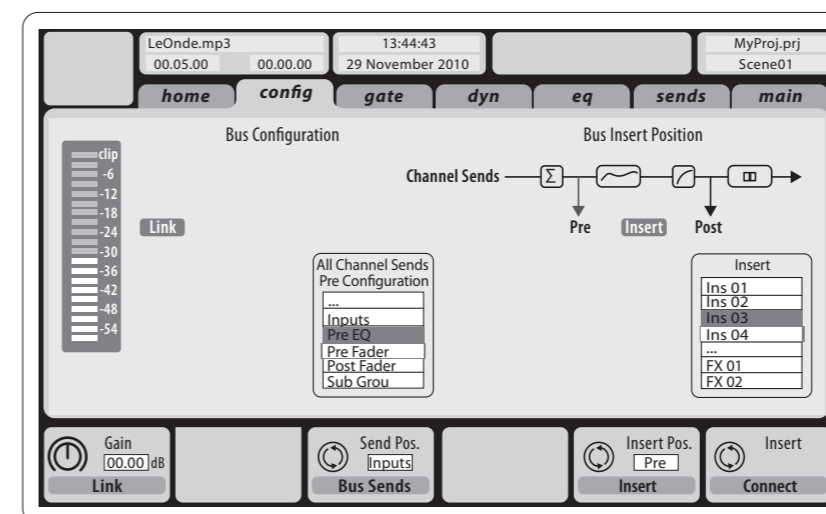 LeOnde.mp3
00.05.00 00.00.00
13:44:43
29 November 2010
MyProj.prj
Scene01
home config gate dyn eq sends main
Bus Configuration
Bus Insert Position
clip
-6
-12
-18
-24
-30
-36
-42
-48
-54
Link
Channel Sends
Σ
Pre Insert Post
All Channel Sends
Pre Configuration
...
Inputs
Pre EQ
Pre Fader
Post Fader
Sub Grou
Insert
Ins 01
Ins 02
Ins 03
Ins 04
...
FX 01
FX 02
Gain
00.00 dB
Link
Send Pos.
Inputs
Bus Sends
Insert Pos.
Pre
Insert
Insert
Connect